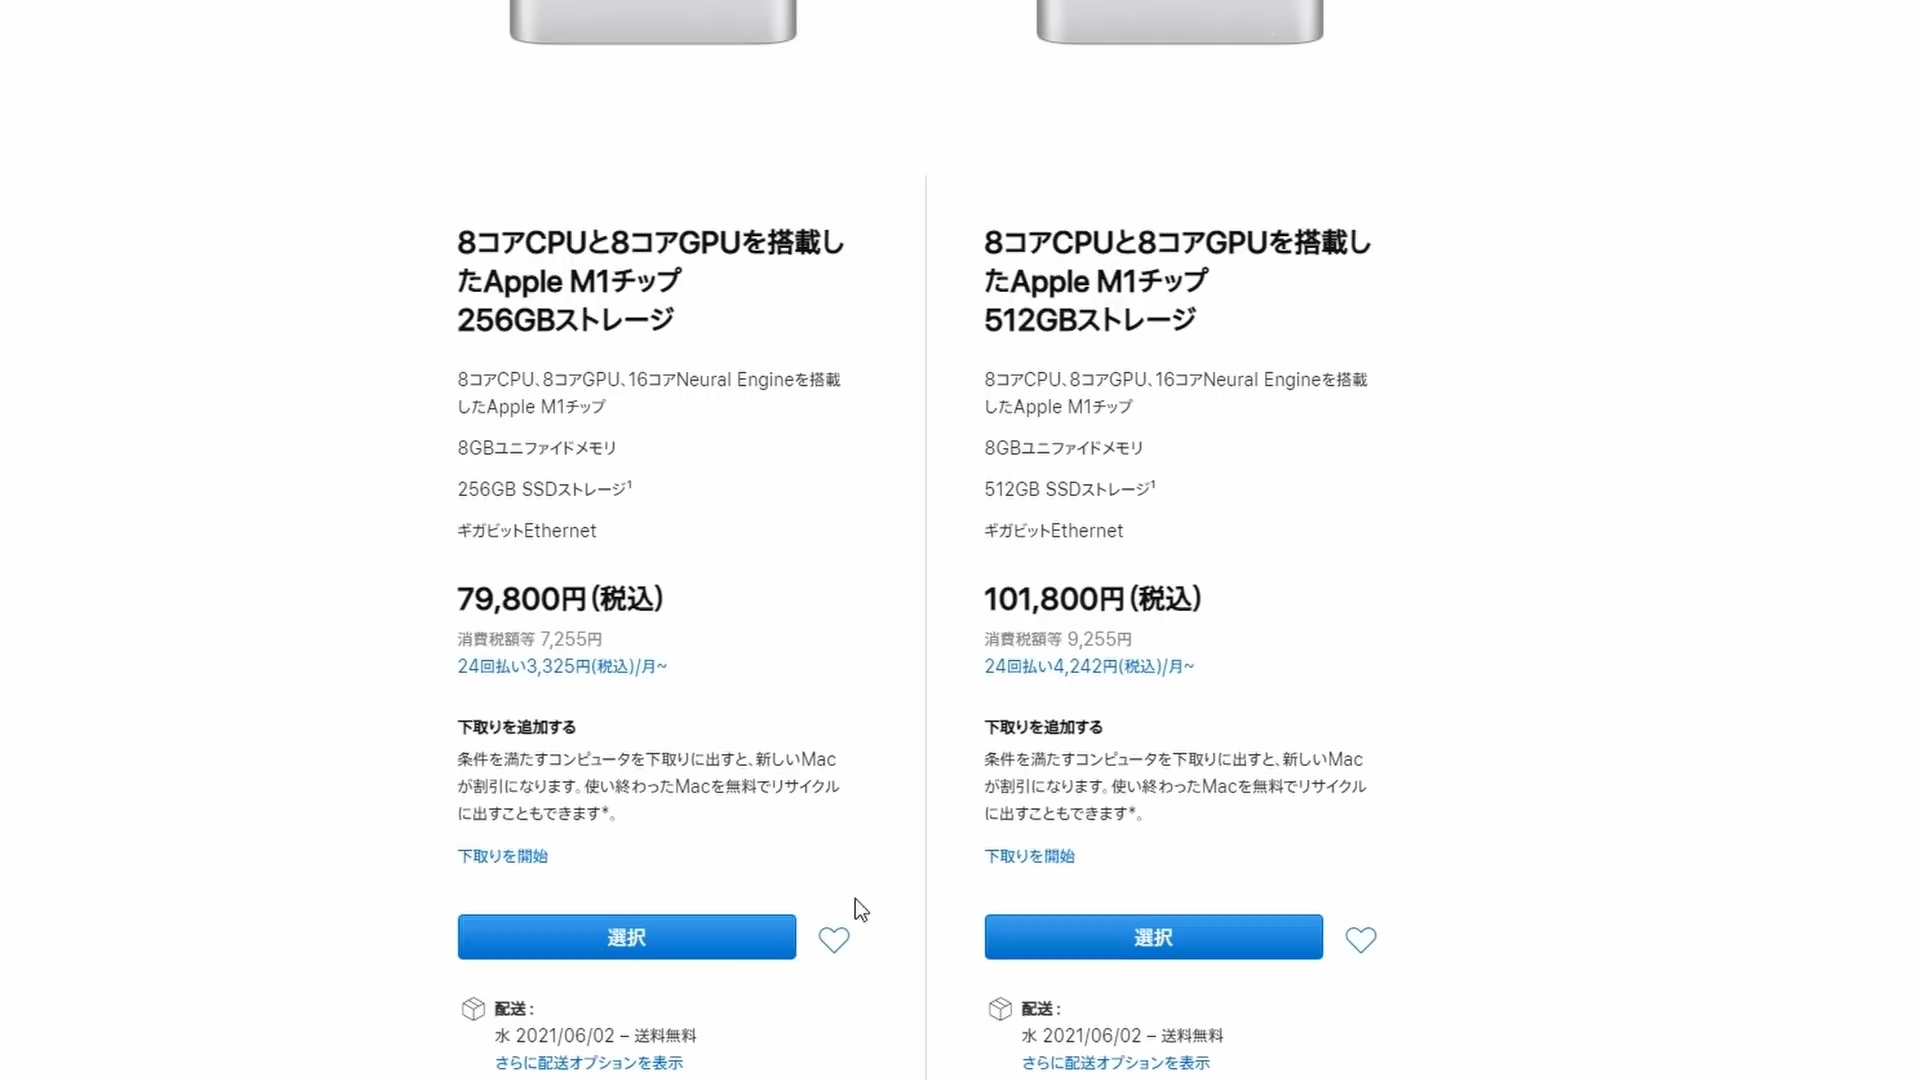 8コアCPUと8コアGPUを搭載し
たApple M1チップ
256GBストレージ
8コアCPU、8コアGPU、16コアNeural Engineを搭載
したApple M1チップ
8GBユニファイドメモリ
256GB SSDストレージ¹
ギガビットEthernet
79,800円（税込）
消費税額等 7,255円
24回払い3,325円(税込)/月~
下取りを追加する
条件を満たすコンピュータを下取りに出すと、新しいMac
が割引になります。使い終わったMacを無料でリサイクル
に出すこともできます*。
下取りを開始
選択
配送 :
水 2021/06/02 – 送料無料
さらに配送オプションを表示
8コアCPUと8コアGPUを搭載し
たApple M1チップ
512GBストレージ
8コアCPU、8コアGPU、16コアNeural Engineを搭載
したApple M1チップ
8GBユニファイドメモリ
512GB SSDストレージ¹
ギガビットEthernet
101,800円（税込）
消費税額等 9,255円
24回払い4,242円(税込)/月~
下取りを追加する
条件を満たすコンピュータを下取りに出すと、新しいMac
が割引になります。使い終わったMacを無料でリサイクル
に出すこともできます*。
下取りを開始
選択
配送 :
水 2021/06/02 – 送料無料
さらに配送オプションを表示